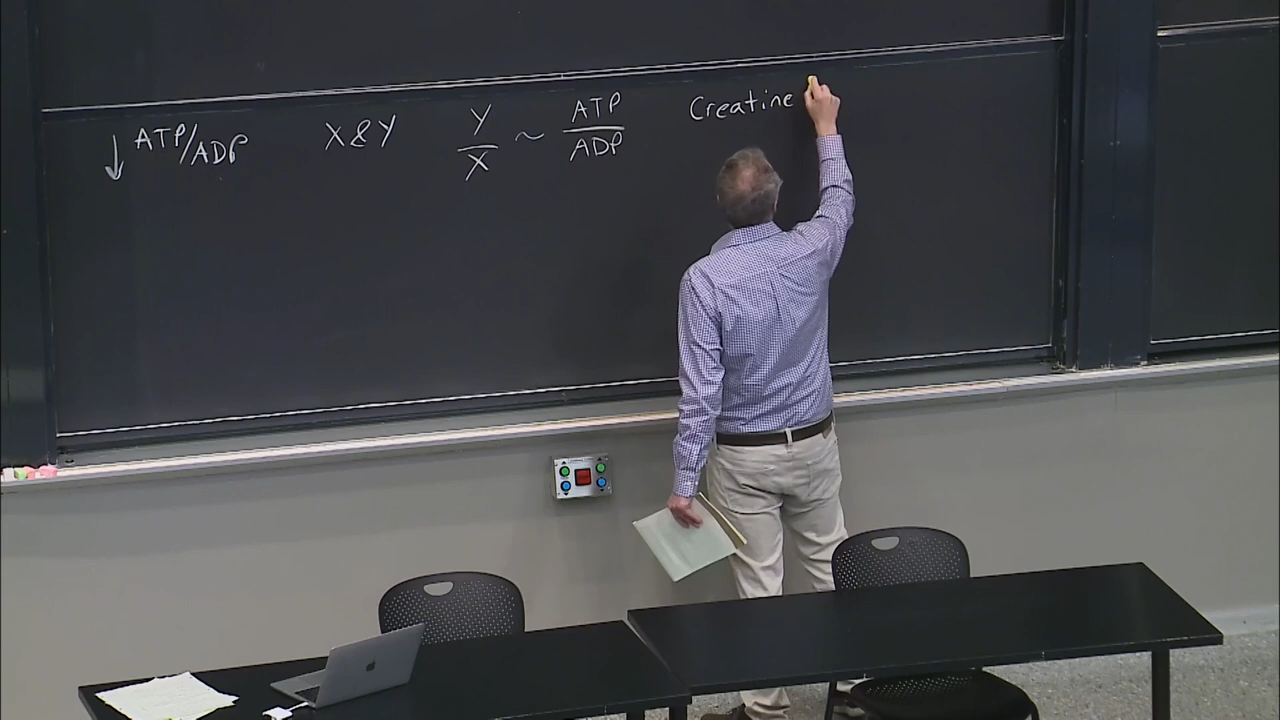 ↓ ATP/ADP
X & Y
Y/X ~ ATP/ADP
Creatine